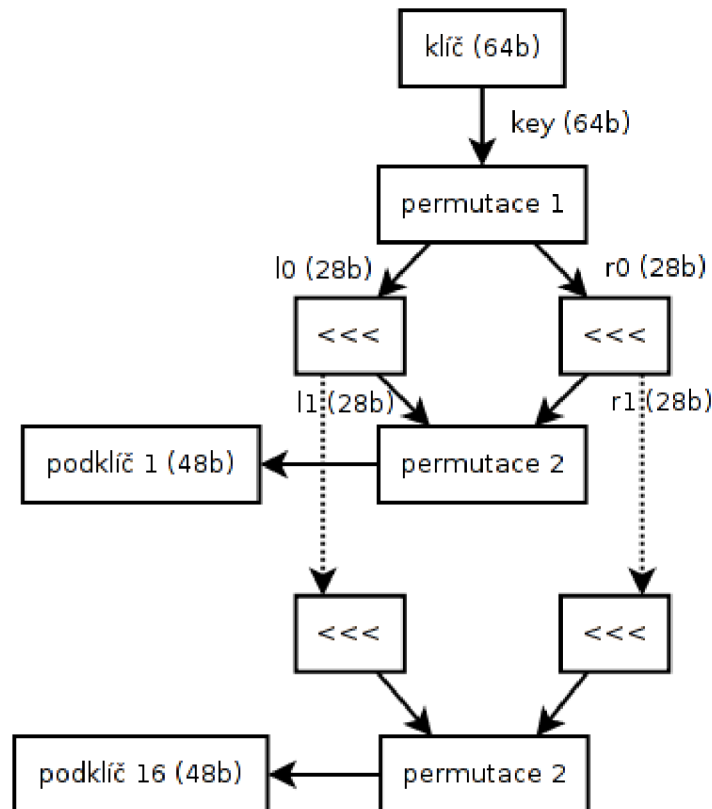 klíč (64b)
key (64b)
permutace 1
l0 (28b)
r0 (28b)
<<<
<<<
l1 (28b)
r1 (28b)
podklíč 1 (48b)
permutace 2
<<<
<<<
podklíč 16 (48b)
permutace 2